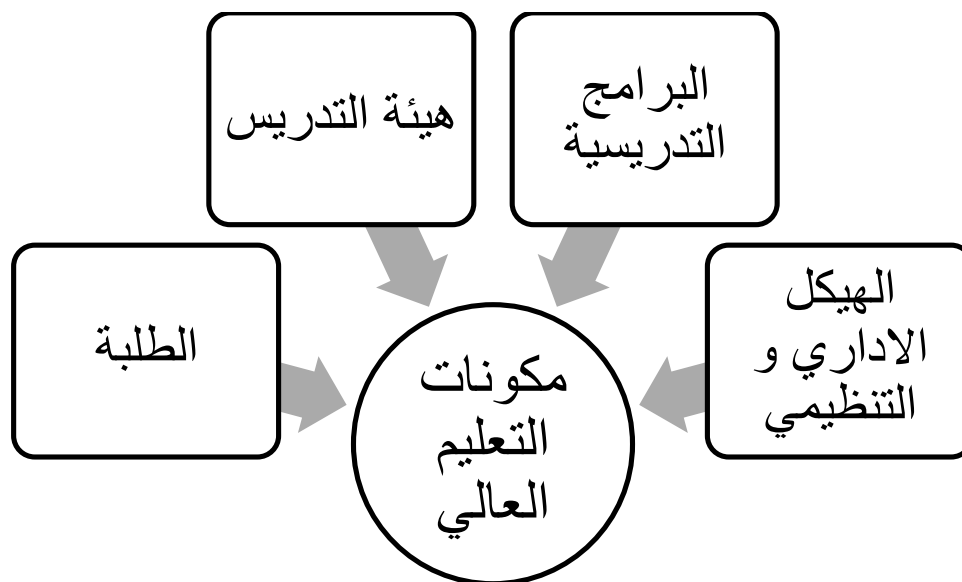 البرامج
التدريسية
هيئة التدريس
الهيكل
الاداري و
التنظيمي
الطلبة
مكونات
التعليم
العالي